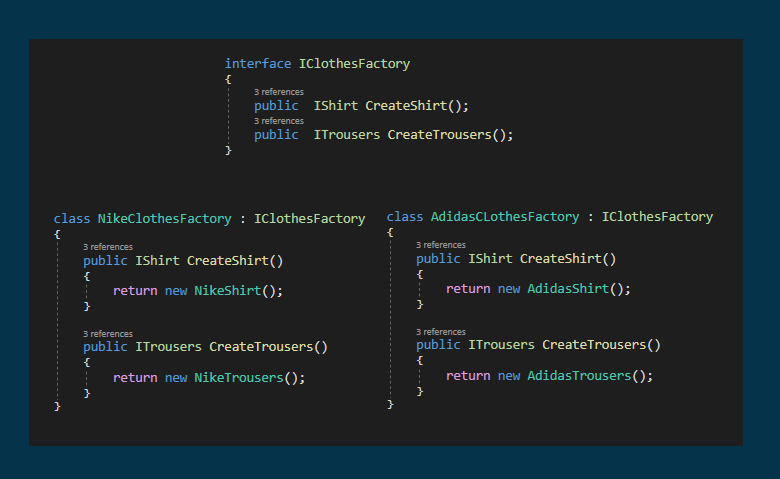 interface IClothesFactory
{
3 references
public  IShirt CreateShirt();
3 references
public  ITrousers CreateTrousers();
}
class NikeClothesFactory : IClothesFactory
{
3 references
public IShirt CreateShirt()
{
return new NikeShirt();
}
3 references
public ITrousers CreateTrousers()
{
return new NikeTrousers();
}
}
class AdidasCLothesFactory : IClothesFactory
{
3 references
public IShirt CreateShirt()
{
return new AdidasShirt();
}
3 references
public ITrousers CreateTrousers()
{
return new AdidasTrousers();
}
}